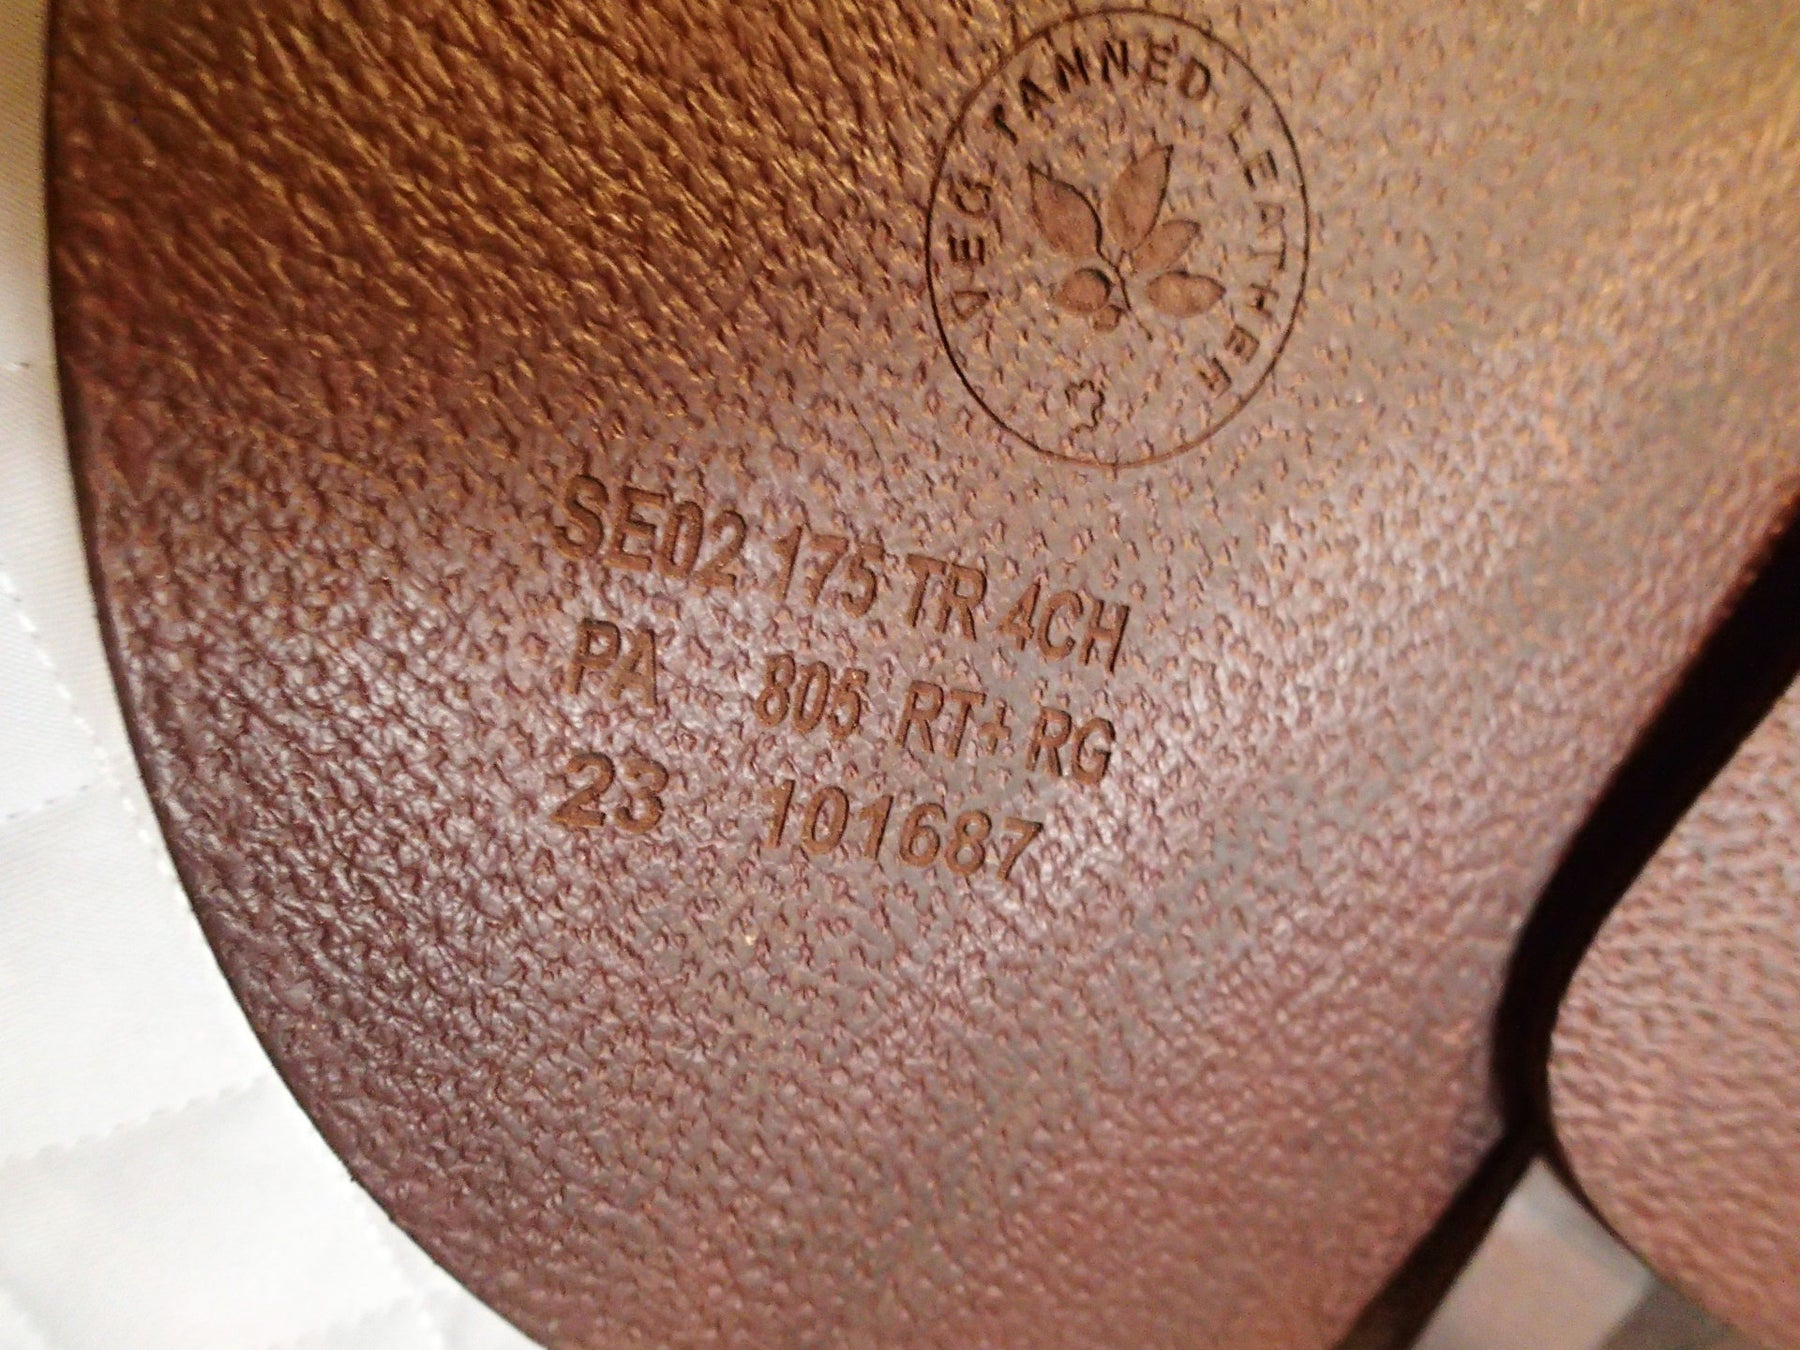 VEG TANNED LEATHER
SE02 175 TR 4CH
PA 805 RT+ RG
23 101687